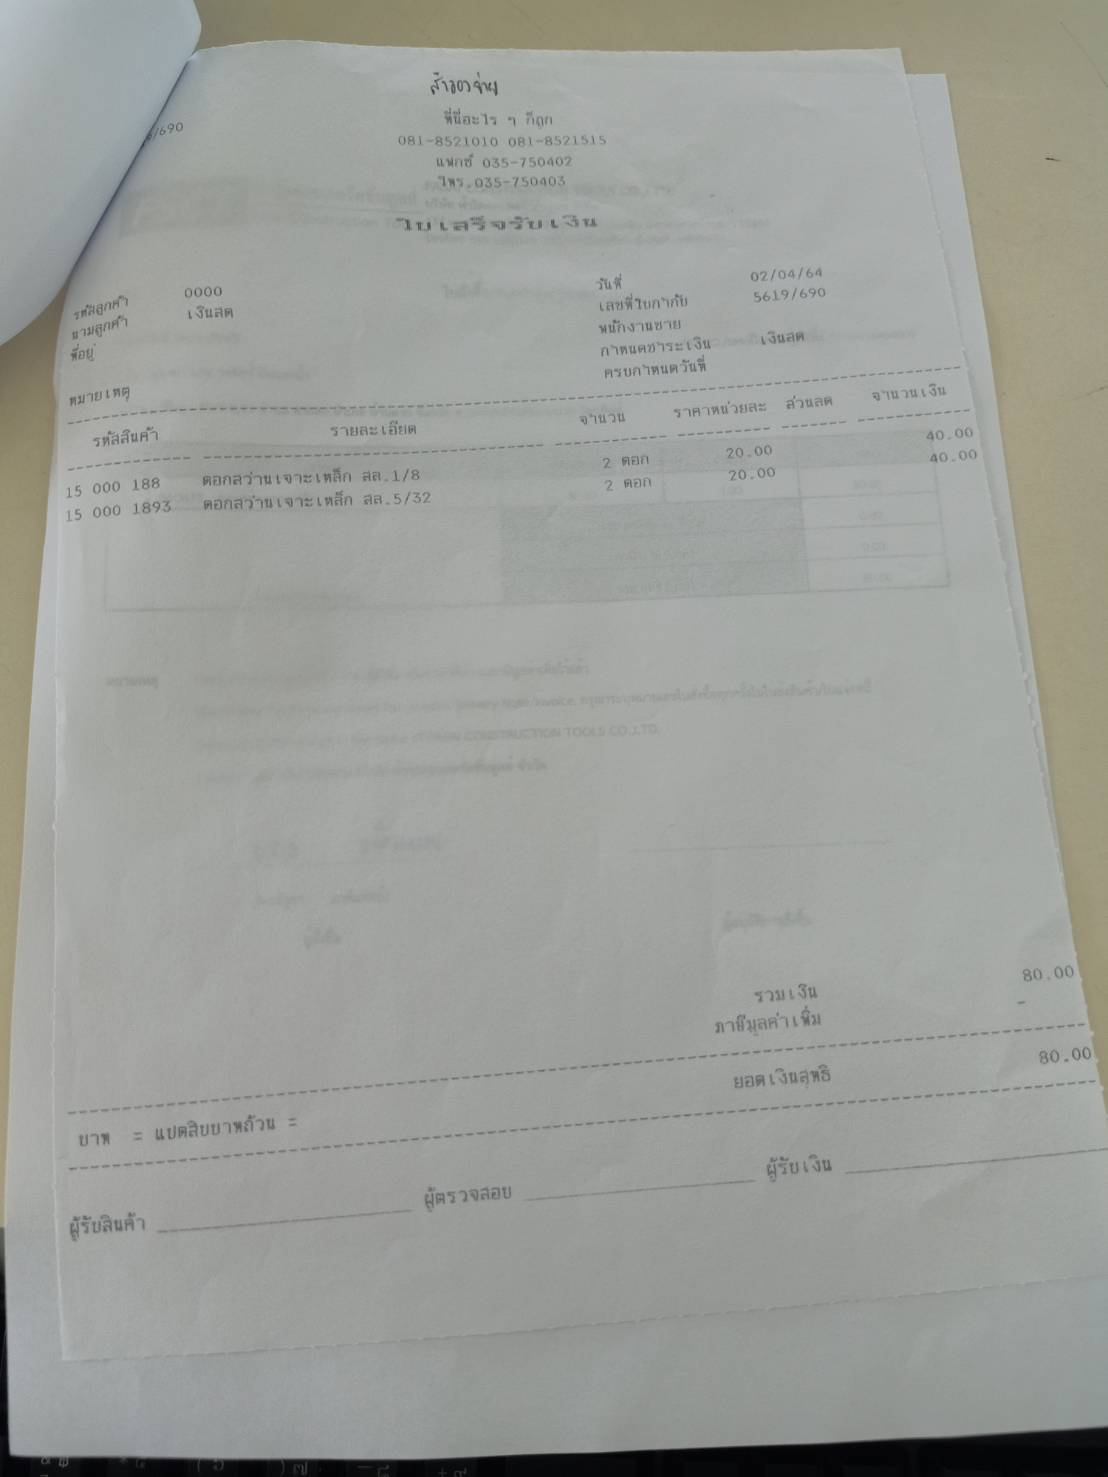 สำรองจ่าย
ที่นี่อะไร ๆ ก็ถูก
/690
081-8521010 081-8521515
แฟกซ์ 035-750402
โทร.035-750403
ใบเสร็จรับเงิน
รหัสลูกค้า 0000 วันที่ 02/04/64
นามลูกค้า เงินสด เลขที่ใบกำกับ 5619/690
ที่อยู่ พนักงานขาย
กำหนดชำระเงิน เงินสด
หมายเหตุ ครบกำหนดวันที่
รหัสสินค้า รายละเอียด จำนวน ราคาหน่วยละ ส่วนลด จำนวนเงิน
15 000 188 ดอกสว่านเจาะเหล็ก สล.1/8 2 ดอก 20.00 40.00
15 000 1893 ดอกสว่านเจาะเหล็ก สล.5/32 2 ดอก 20.00 40.00
CONSTRUCTION TOOLS CO.,LTD.
รวมเงิน 80.00
ภาษีมูลค่าเพิ่ม -
ยอดเงินสุทธิ 80.00
บาท = แปดสิบบาทถ้วน =
ผู้รับสินค้า ผู้ตรวจสอบ ผู้รับเงิน